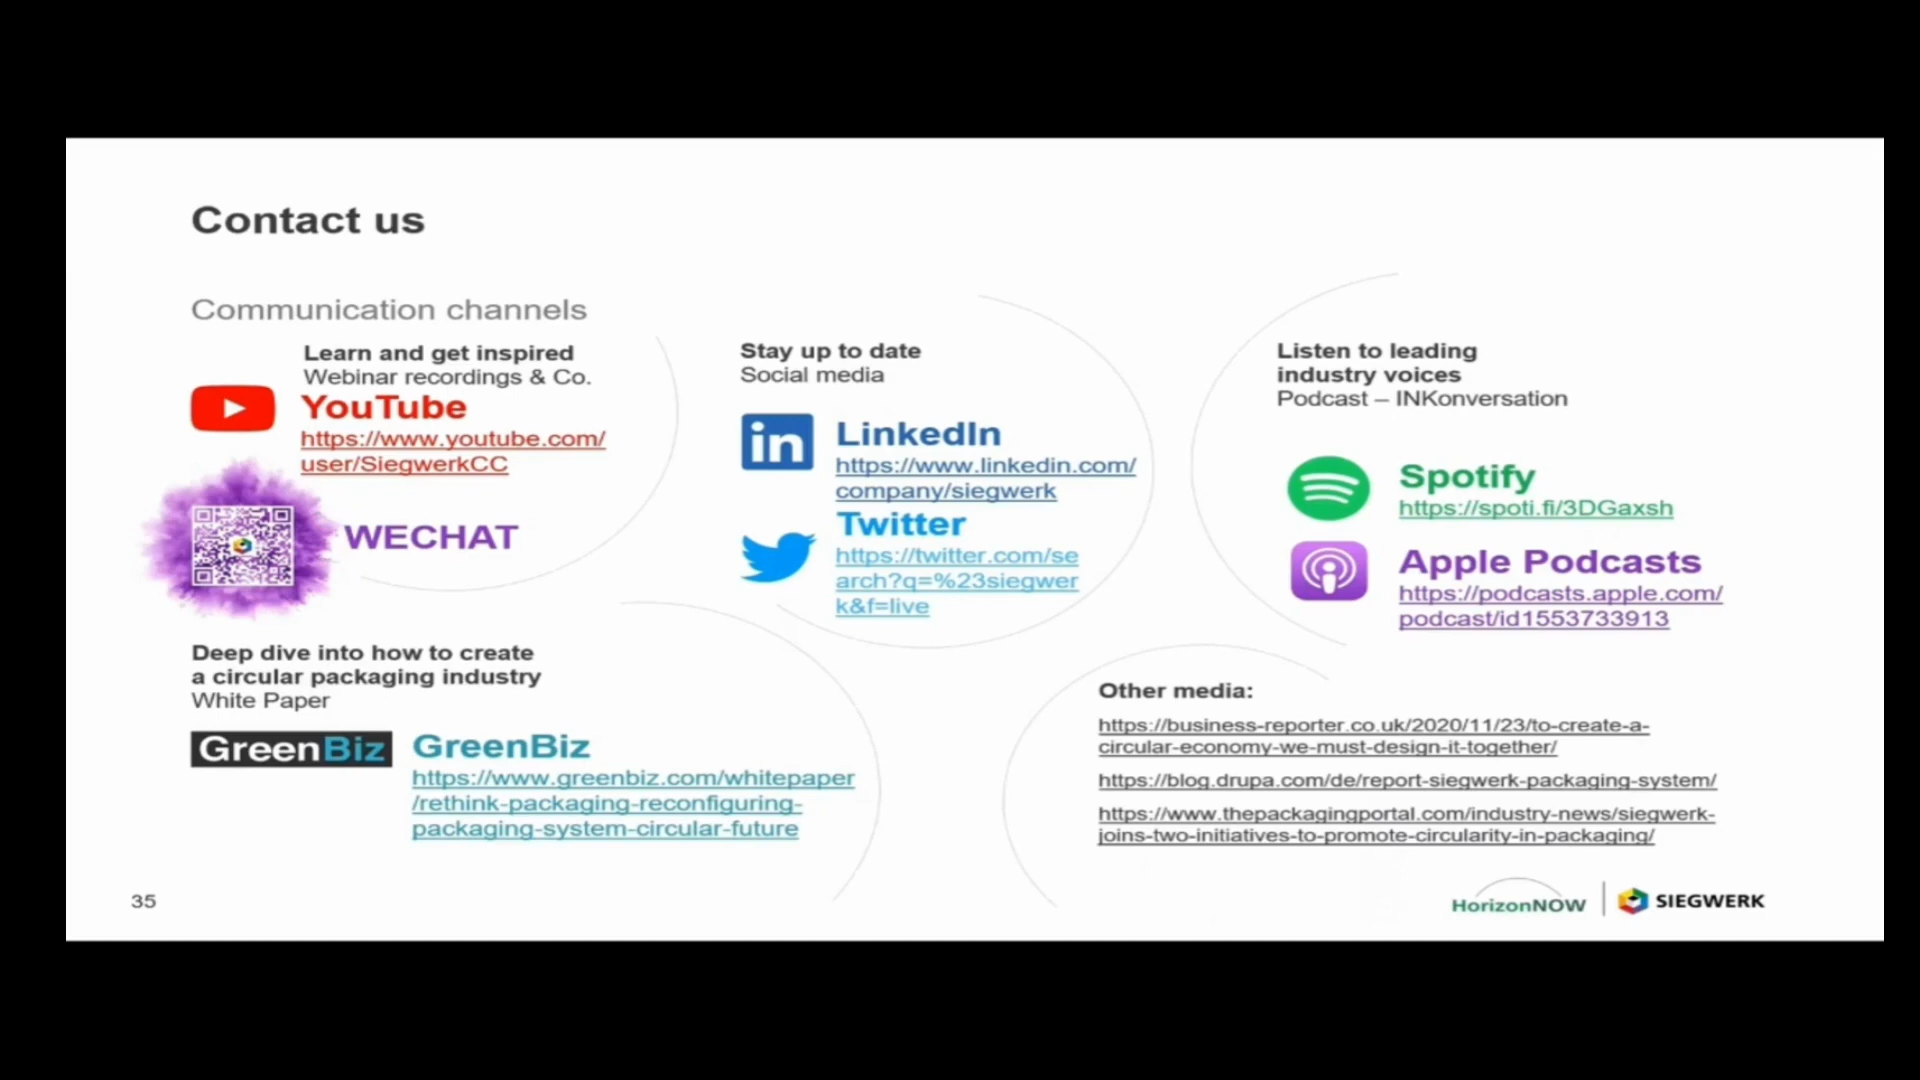 Contact us
Communication channels
Learn and get inspired
Webinar recordings & Co.
YouTube
https://www.youtube.com/
user/SiegwerkCC
WECHAT
Stay up to date
Social media
in
LinkedIn
https://www.linkedin.com/
company/siegwerk
Twitter
https://twitter.com/se
arch?q=%23siegwer
k&f=live
Listen to leading
industry voices
Podcast – INKonversation
Spotify
https://spoti.fi/3DGaxsh
Apple Podcasts
https://podcasts.apple.com/
podcast/id1553733913
Deep dive into how to create
a circular packaging industry
White Paper
GreenBiz
GreenBiz
https://www.greenbiz.com/whitepaper
/rethink-packaging-reconfiguring-
packaging-system-circular-future
Other media:
https://business-reporter.co.uk/2020/11/23/to-create-a-
circular-economy-we-must-design-it-together/
https://blog.drupa.com/de/report-siegwerk-packaging-system/
https://www.thepackagingportal.com/industry-news/siegwerk-
joins-two-initiatives-to-promote-circularity-in-packaging/
35
HorizonNOW
SIEGWERK